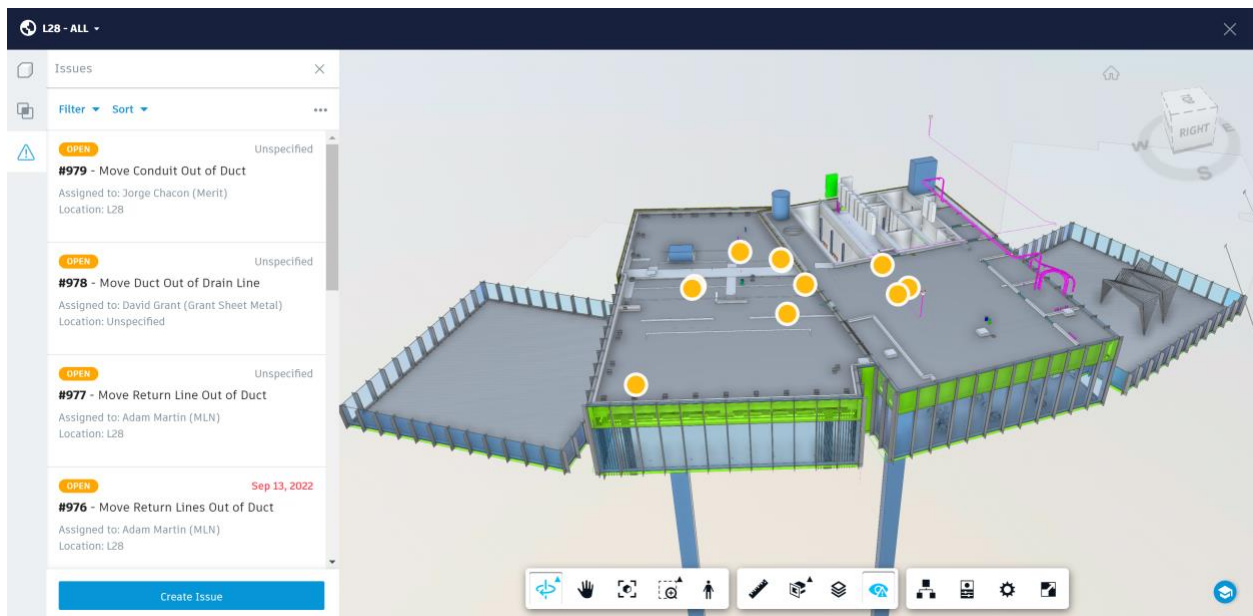 L28 - ALL
Issues
Filter Sort
OPEN Unspecified
#979 - Move Conduit Out of Duct
Assigned to: Jorge Chacon (Merit)
Location: L28
OPEN Unspecified
#978 - Move Duct Out of Drain Line
Assigned to: David Grant (Grant Sheet Metal)
Location: Unspecified
OPEN Unspecified
#977 - Move Return Line Out of Duct
Assigned to: Adam Martin (MLN)
Location: L28
OPEN Sep 13, 2022
#976 - Move Return Lines Out of Duct
Assigned to: Adam Martin (MLN)
Location: L28
Create Issue
RIGHT
W
E
S